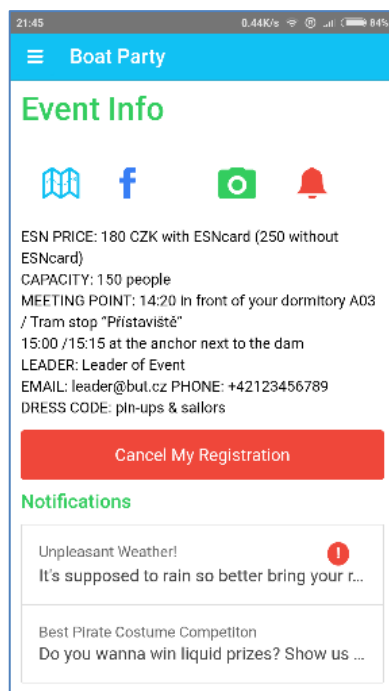 21:45 0.44K/s 84%
Boat Party
Event Info
ESN PRICE: 180 CZK with ESNcard (250 without
ESNcard)
CAPACITY: 150 people
MEETING POINT: 14:20 in front of your dormitory A03
/ Tram stop “Přístaviště”
15:00 /15:15 at the anchor next to the dam
LEADER: Leader of Event
EMAIL: leader@but.cz PHONE: +42123456789
DRESS CODE: pin-ups & sailors
Cancel My Registration
Notifications
Unpleasant Weather!
It's supposed to rain so better bring your r...
Best Pirate Costume Competiton
Do you wanna win liquid prizes? Show us ...